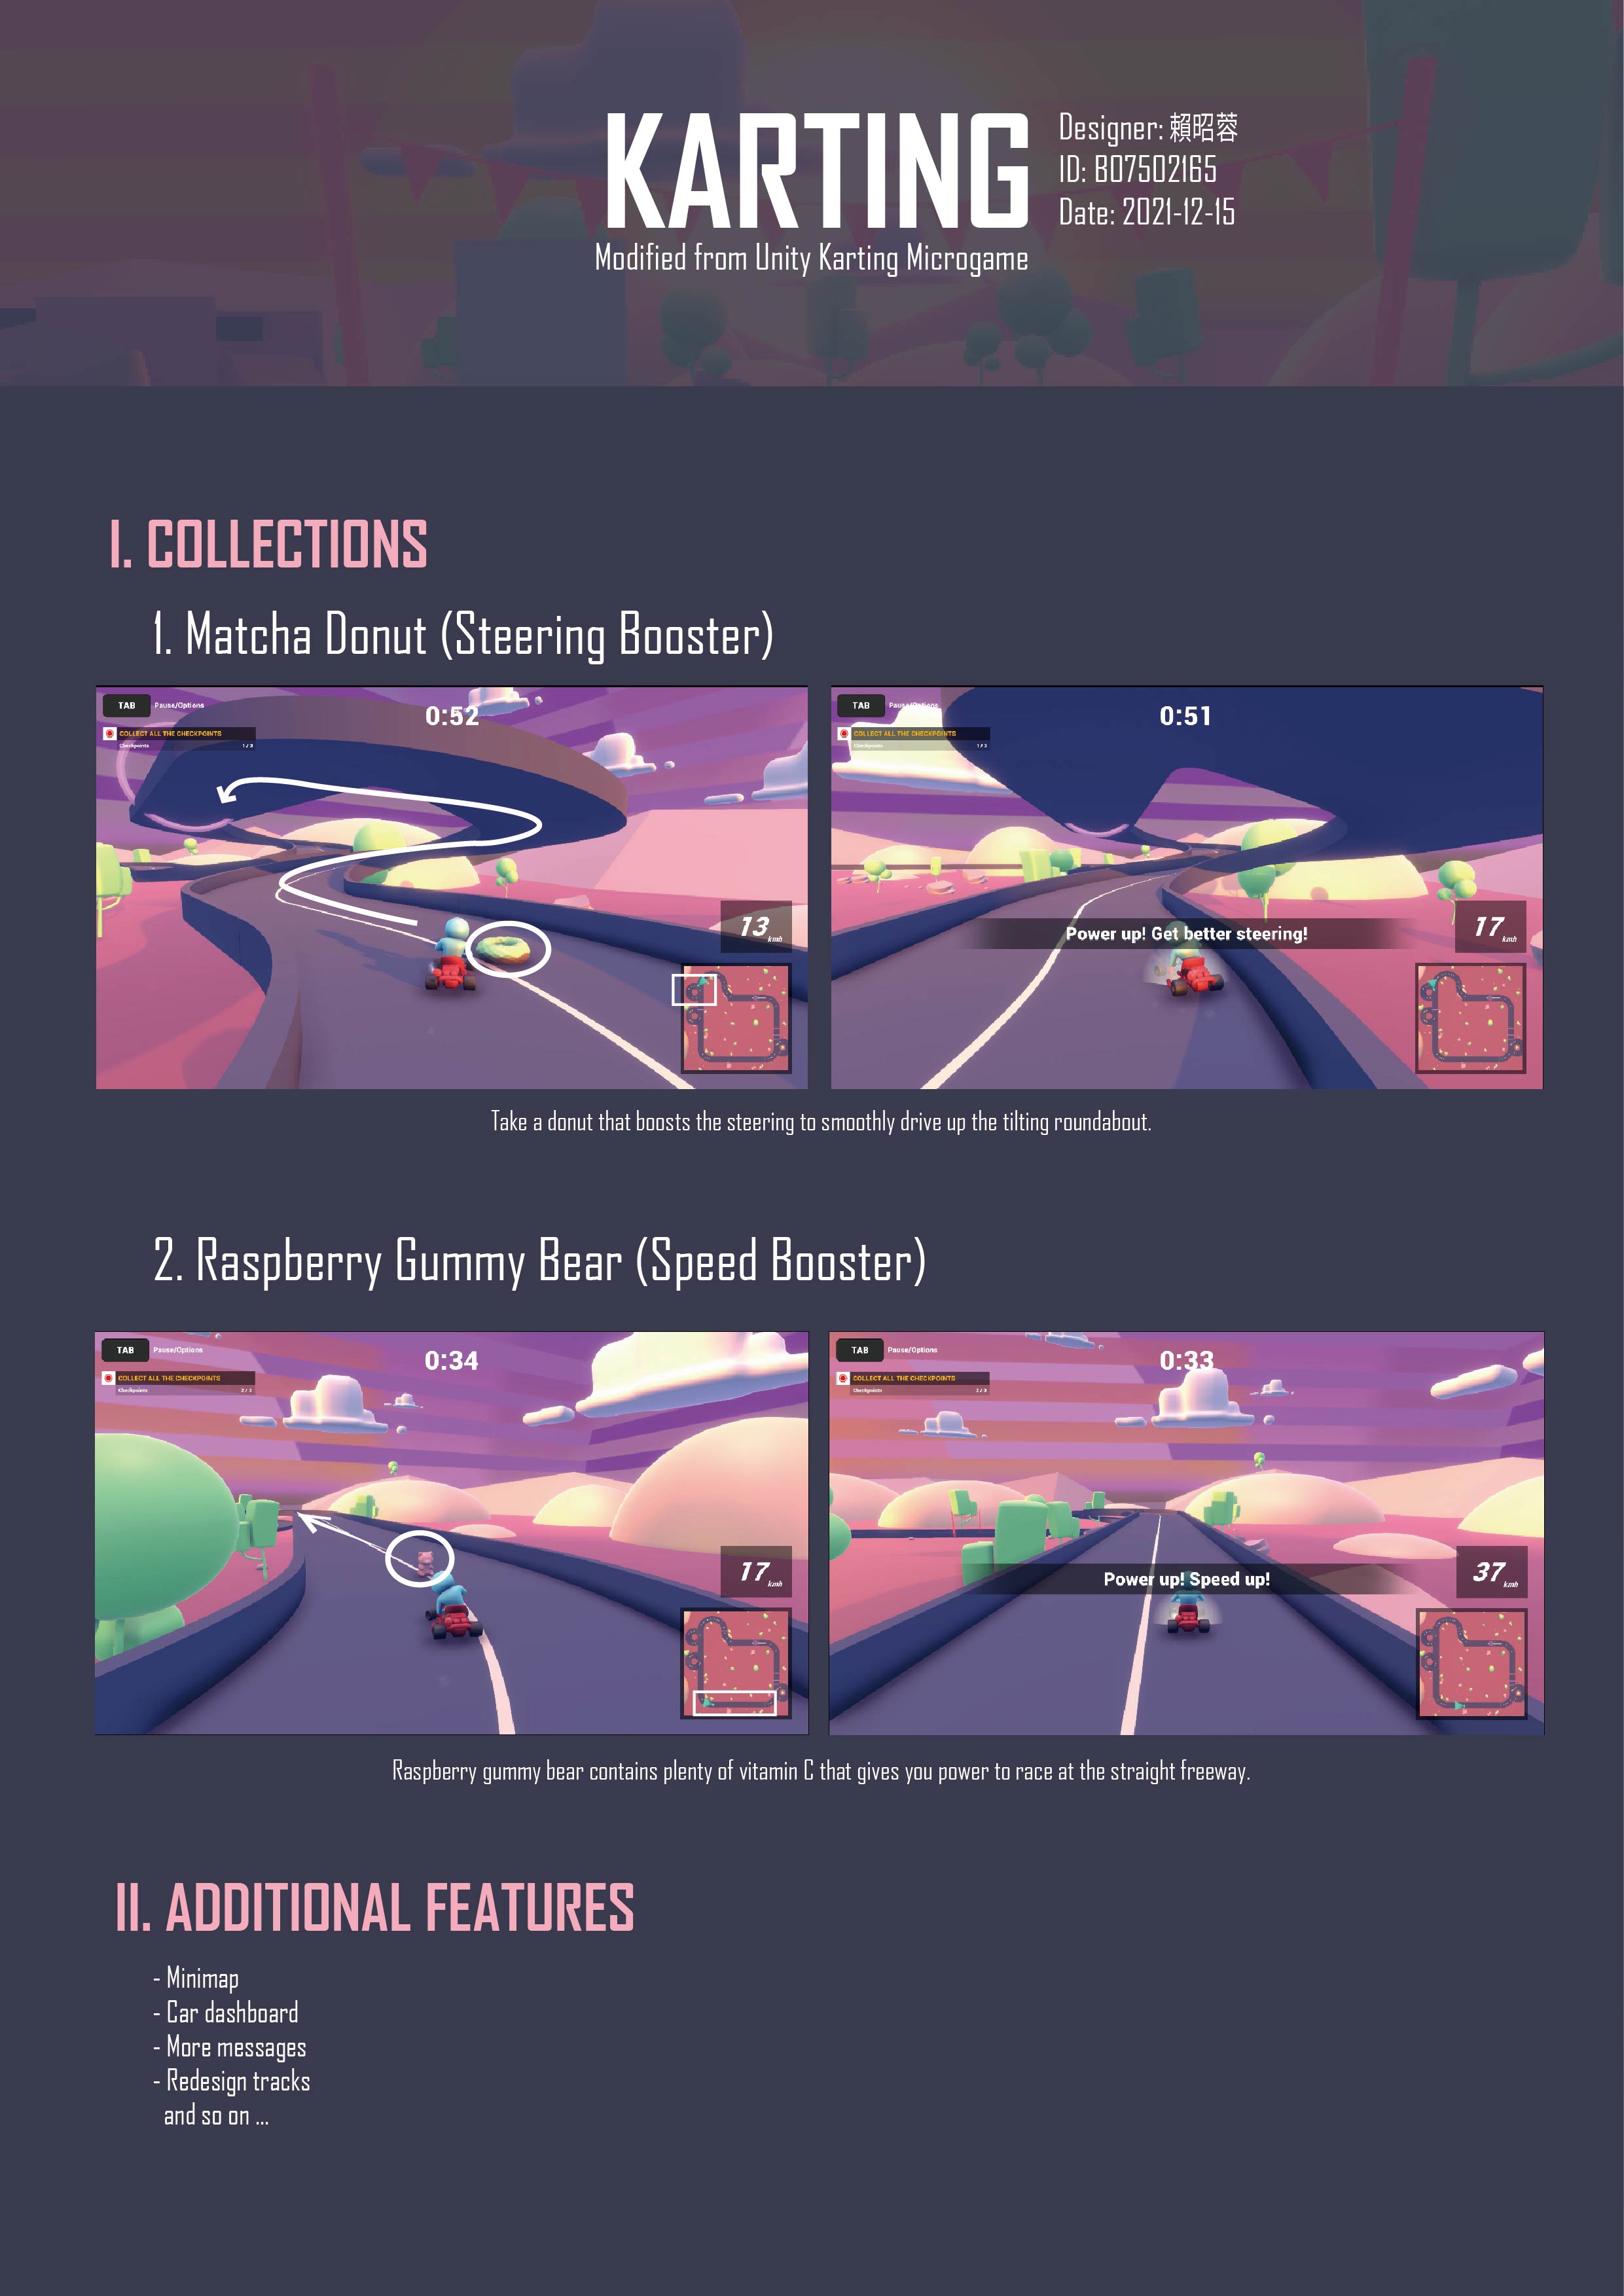 KARTING
Modified from Unity Karting Microgame
Designer: 賴昭蓉
ID: B07502165
Date: 2021-12-15
I. COLLECTIONS
1. Matcha Donut (Steering Booster)
TAB Pause/Options
0:52
COLLECT ALL THE CHECKPOINTS
Checkpoints 1 / 3
13 kmh
TAB Pause/Options
0:51
COLLECT ALL THE CHECKPOINTS
Checkpoints 1 / 3
Power up! Get better steering!
17 kmh
Take a donut that boosts the steering to smoothly drive up the tilting roundabout.
2. Raspberry Gummy Bear (Speed Booster)
TAB Pause/Options
0:34
COLLECT ALL THE CHECKPOINTS
Checkpoints 2 / 3
17 kmh
TAB Pause/Options
0:33
COLLECT ALL THE CHECKPOINTS
Checkpoints 2 / 3
Power up! Speed up!
37 kmh
Raspberry gummy bear contains plenty of vitamin C that gives you power to race at the straight freeway.
II. ADDITIONAL FEATURES
- Minimap
- Car dashboard
- More messages
- Redesign tracks
and so on ...